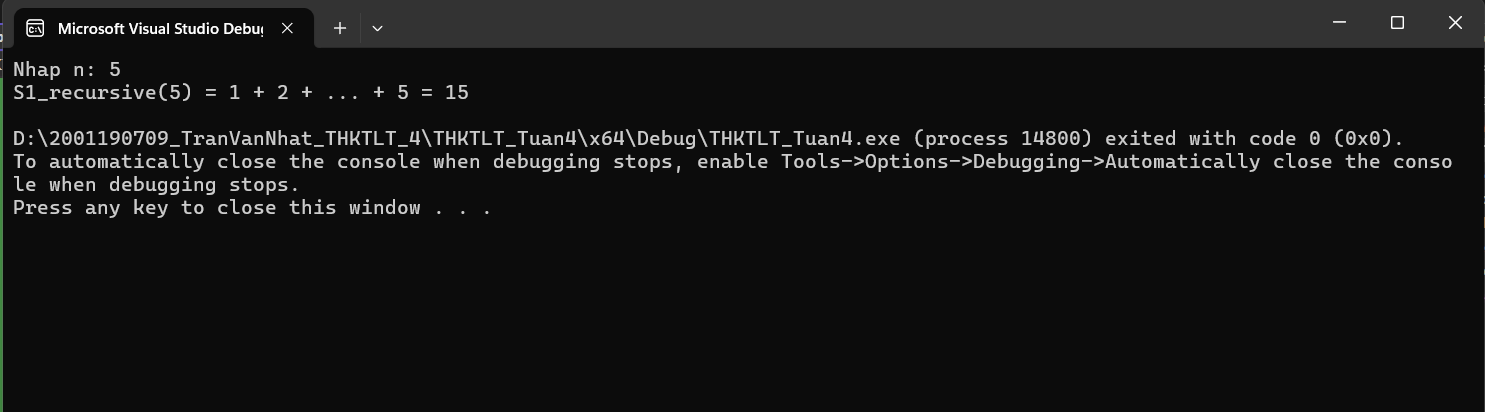 Microsoft Visual Studio Debu
Nhap n: 5
S1_recursive(5) = 1 + 2 + ... + 5 = 15
D:\2001190709_TranVanNhat_THKTLT_4\THKTLT_Tuan4\x64\Debug\THKTLT_Tuan4.exe (process 14800) exited with code 0 (0x0).
To automatically close the console when debugging stops, enable Tools->Options->Debugging->Automatically close the conso
le when debugging stops.
Press any key to close this window . . .